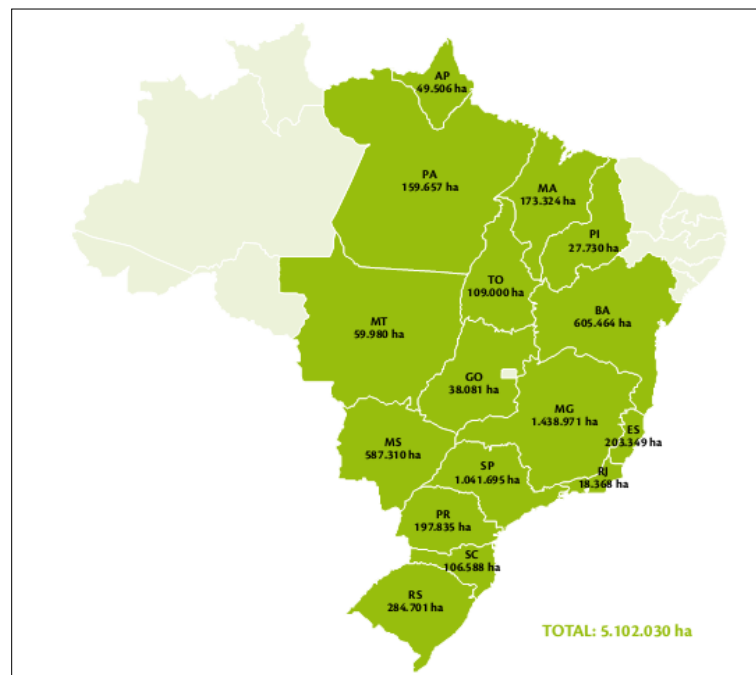 AP
49.506 ha
PA
159.657 ha
MA
173.324 ha
PI
27.730 ha
TO
109.000 ha
BA
605.464 ha
MT
59.980 ha
GO
38.081 ha
MG
1.438.971 ha
ES
203.349 ha
MS
587.310 ha
SP
1.041.695 ha
RJ
18.368 ha
PR
197.835 ha
SC
106.588 ha
RS
284.701 ha
TOTAL: 5.102.030 ha